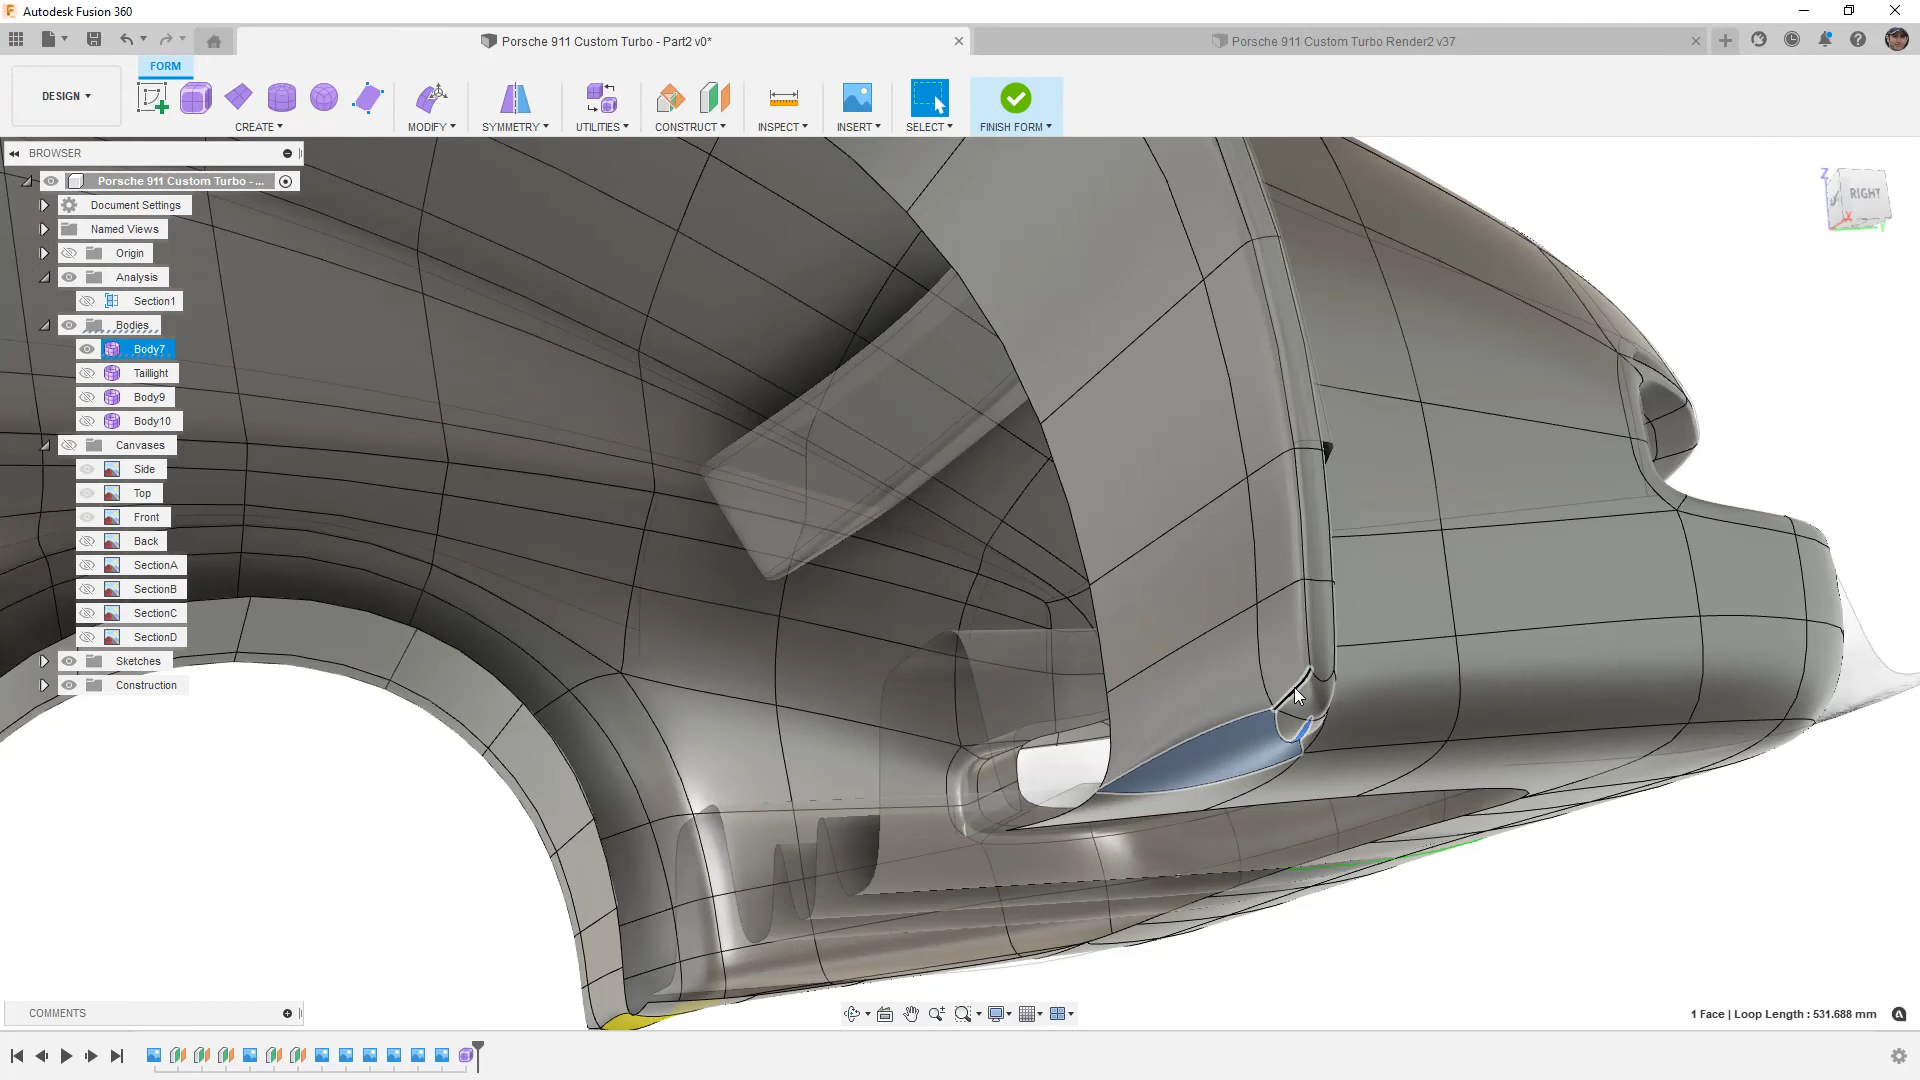 Autodesk Fusion 360
Porsche 911 Custom Turbo - Part2 v0*
Porsche 911 Custom Turbo Render2 v37
FORM
DESIGN
CREATE
MODIFY
SYMMETRY
UTILITIES
CONSTRUCT
INSPECT
INSERT
SELECT
FINISH FORM
BROWSER
Porsche 911 Custom Turbo - ...
Document Settings
Named Views
Origin
Analysis
Section1
Bodies
Body7
Taillight
Body9
Body10
Canvases
Side
Top
Front
Back
SectionA
SectionB
SectionC
SectionD
Sketches
Construction
Z
RIGHT
X
Y
COMMENTS
1 Face | Loop Length : 531.688 mm